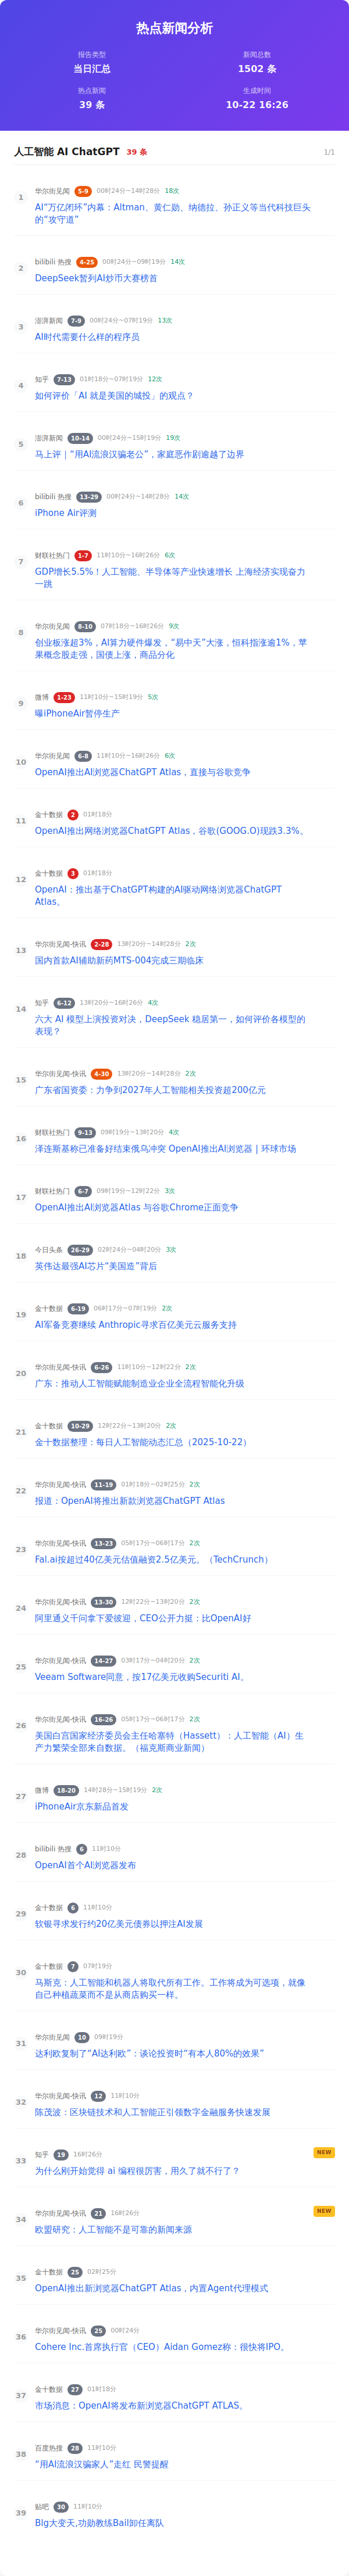 热点新闻分析
报告类型
当日汇总
新闻总数
1502 条
热点新闻
39 条
生成时间
10-22 16:26
人工智能 AI ChatGPT 39 条 1/1
1 华尔街见闻 5-9 00时24分~14时28分 18次
AI“万亿闭环”内幕：Altman、黄仁勋、纳德拉、孙正义等当代科技巨头
的“攻守道”
2 bilibili 热搜 4-25 00时24分~09时19分 14次
DeepSeek暂列AI炒币大赛榜首
3 澎湃新闻 7-9 00时24分~07时19分 13次
AI时代需要什么样的程序员
4 知乎 7-13 01时18分~07时19分 12次
如何评价「AI 就是美国的城投」的观点？
5 澎湃新闻 10-14 00时24分~15时19分 19次
马上评｜“用AI流浪汉骗老公”，家庭恶作剧逾越了边界
6 bilibili 热搜 13-29 00时24分~14时28分 14次
iPhone Air评测
7 财联社热门 1-7 11时10分~16时26分 6次
GDP增长5.5%！人工智能、半导体等产业快速增长 上海经济实现奋力
一跳
8 华尔街见闻 8-10 07时18分~16时26分 9次
创业板涨超3%，AI算力硬件爆发，“易中天”大涨，恒科指涨逾1%，苹
果概念股走强，国债上涨，商品分化
9 微博 1-23 11时10分~15时19分 5次
曝iPhoneAir暂停生产
10 华尔街见闻 6-8 11时10分~16时26分 6次
OpenAI推出AI浏览器ChatGPT Atlas，直接与谷歌竞争
11 金十数据 2 01时18分
OpenAI推出网络浏览器ChatGPT Atlas，谷歌(GOOG.O)现跌3.3%。
12 金十数据 3 01时18分
OpenAI：推出基于ChatGPT构建的AI驱动网络浏览器ChatGPT
Atlas。
13 华尔街见闻-快讯 2-28 13时20分~14时28分 2次
国内首款AI辅助新药MTS-004完成三期临床
14 知乎 6-12 13时20分~16时26分 4次
六大 AI 模型上演投资对决，DeepSeek 稳居第一，如何评价各模型的
表现？
15 华尔街见闻-快讯 4-30 13时20分~14时28分 2次
广东省国资委：力争到2027年人工智能相关投资超200亿元
16 财联社热门 9-13 09时19分~13时20分 4次
泽连斯基称已准备好结束俄乌冲突 OpenAI推出AI浏览器 | 环球市场
17 财联社热门 6-7 09时19分~12时22分 3次
OpenAI推出AI浏览器Atlas 与谷歌Chrome正面竞争
18 今日头条 26-29 02时24分~04时20分 3次
英伟达最强AI芯片“美国造”背后
19 金十数据 6-19 06时17分~07时19分 2次
AI军备竞赛继续 Anthropic寻求百亿美元云服务支持
20 华尔街见闻-快讯 6-26 11时10分~12时22分 2次
广东：推动人工智能赋能制造业企业全流程智能化升级
21 金十数据 10-29 12时22分~13时20分 2次
金十数据整理：每日人工智能动态汇总（2025-10-22）
22 华尔街见闻-快讯 11-19 01时18分~02时25分 2次
报道：OpenAI将推出新款浏览器ChatGPT Atlas
23 华尔街见闻-快讯 13-23 05时17分~06时17分 2次
Fal.ai按超过40亿美元估值融资2.5亿美元。（TechCrunch）
24 华尔街见闻-快讯 13-30 12时22分~13时20分 2次
阿里通义千问拿下爱彼迎，CEO公开力挺：比OpenAI好
25 华尔街见闻-快讯 14-27 03时17分~04时20分 2次
Veeam Software同意，按17亿美元收购Securiti AI。
26 华尔街见闻-快讯 16-26 05时17分~06时17分 2次
美国白宫国家经济委员会主任哈塞特（Hassett）：人工智能（AI）生
产力繁荣全部来自数据。（福克斯商业新闻）
27 微博 18-20 14时28分~15时19分 2次
iPhoneAir京东新品首发
28 bilibili 热搜 6 11时10分
OpenAI首个AI浏览器发布
29 金十数据 6 11时10分
软银寻求发行约20亿美元债券以押注AI发展
30 金十数据 7 07时19分
马斯克：人工智能和机器人将取代所有工作。工作将成为可选项，就像
自己种植蔬菜而不是从商店购买一样。
31 华尔街见闻 10 09时19分
达利欧复制了“AI达利欧”：谈论投资时“有本人80%的效果”
32 华尔街见闻-快讯 12 11时10分
陈茂波：区块链技术和人工智能正引领数字金融服务快速发展
33 知乎 19 16时26分 NEW
为什么刚开始觉得 ai 编程很厉害，用久了就不行了？
34 华尔街见闻-快讯 21 16时26分 NEW
欧盟研究：人工智能不是可靠的新闻来源
35 金十数据 25 02时25分
OpenAI推出新浏览器ChatGPT Atlas，内置Agent代理模式
36 华尔街见闻-快讯 25 00时24分
Cohere Inc.首席执行官（CEO）Aidan Gomez称：很快将IPO。
37 金十数据 27 01时18分
市场消息：OpenAI将发布新浏览器ChatGPT ATLAS。
38 百度热搜 28 11时10分
“用AI流浪汉骗家人”走红 民警提醒
39 贴吧 30 11时10分
Blg大变天,功勋教练Bail卸任离队